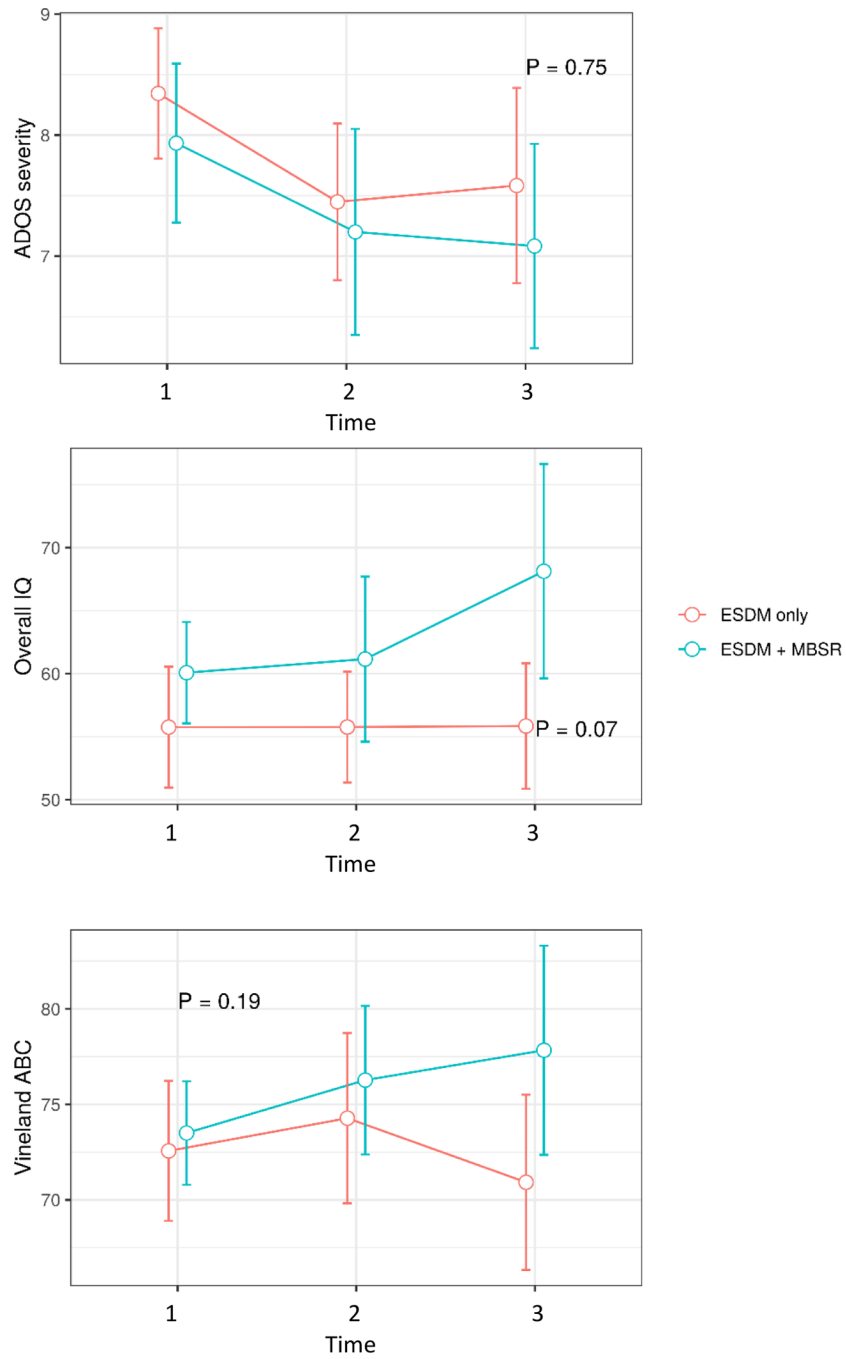 9
8
7
ADOS severity
P = 0.75
1 2 3
Time
70
60
50
Overall IQ
P = 0.07
1 2 3
Time
ESDM only
ESDM + MBSR
80
75
70
Vineland ABC
P = 0.19
1 2 3
Time